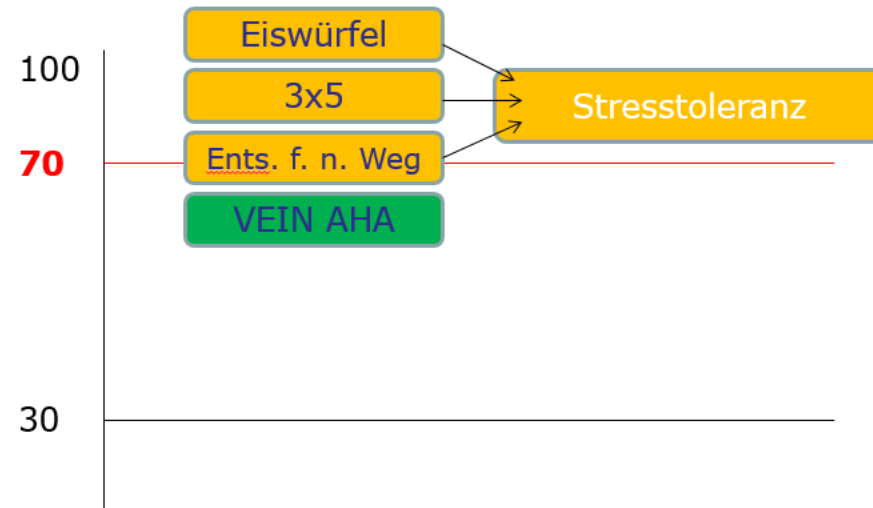 Eiswürfel
100
3x5
Stresstoleranz
70
Ents. f. n. Weg
VEIN AHA
30